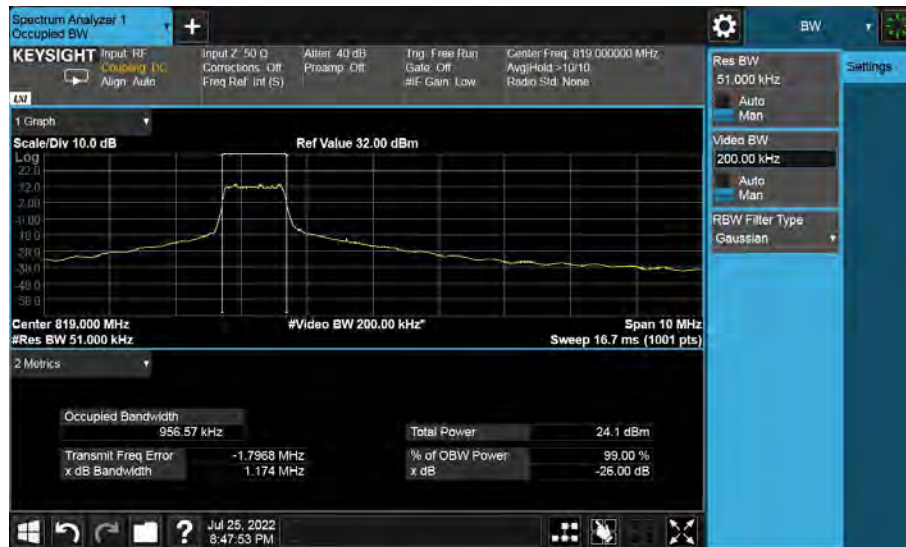 Spectrum Analyzer 1
Occupied BW
+
BW
KEYSIGHT Input: RF
Coupling: DC
Align: Auto
Input Z: 50 Ω
Corrections: Off
Freq Ref: Int (S)
Atten: 40 dB
Preamp: Off
Trig: Free Run
Gate: Off
#IF Gain: Low
Center Freq: 819.000000 MHz
Avg|Hold:>10/10
Radio Std: None
LXI
Res BW
51.000 kHz
Auto
Man
Settings
Video BW
200.00 kHz
Auto
Man
RBW Filter Type
Gaussian
1 Graph
Scale/Div 10.0 dB
Ref Value 32.00 dBm
Log
22.0
12.0
2.00
-8.00
-18.0
-28.0
-38.0
-48.0
-58.0
Center 819.000 MHz
#Video BW 200.00 kHz*
Span 10 MHz
#Res BW 51.000 kHz
Sweep 16.7 ms (1001 pts)
2 Metrics
Occupied Bandwidth
956.57 kHz
Total Power 24.1 dBm
Transmit Freq Error -1.7968 MHz
% of OBW Power 99.00 %
x dB Bandwidth 1.174 MHz
x dB -26.00 dB
?
Jul 25, 2022
8:47:53 PM